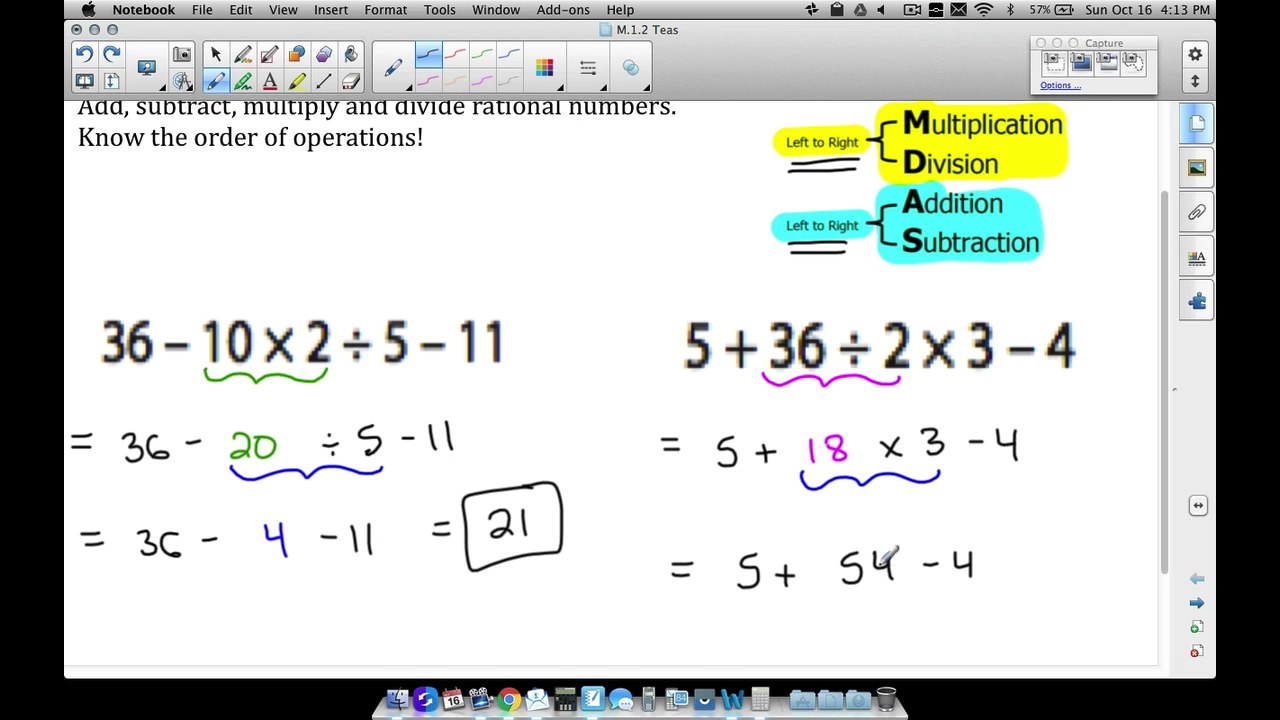 Notebook File Edit Insert Format Tools View Window Add-ons Help 57% Sun Oct 16 4:13 PM
M.1.2 Teas
Capture
Options ...
Add, subtract, multiply and divide rational numbers.
Know the order of operations!
Left to Right
Multiplication
Division
Left to Right
Addition
Subtraction
36 – 10 × 2 ÷ 5 – 11
= 36 - 20 ÷ 5 - 11
= 36 - 4 - 11 = 21
5 + 36 ÷ 2 × 3 – 4
= 5 + 18 × 3 - 4
= 5 + 54 - 4
16